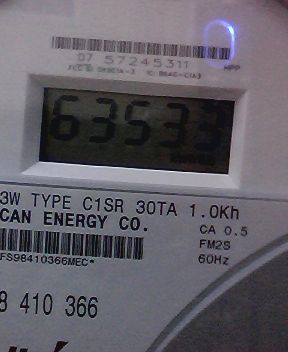 07 57245311
63533
3W TYPE C1SR 30TA 1.0Kh
CAN ENERGY CO.
CA 0.5
FM2S
60Hz
FS98410366MEC*
8 410 366